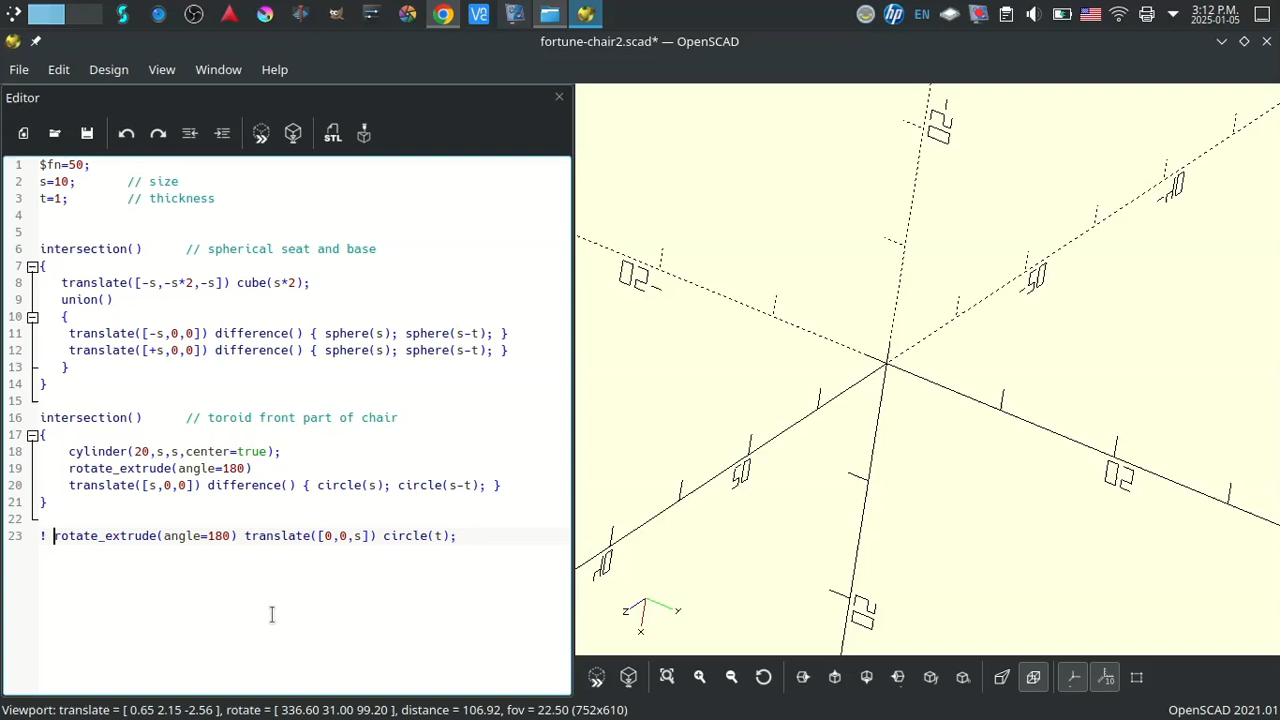 EN
3:12 P.M.
2025-01-05
fortune-chair2.scad* — OpenSCAD
File Edit Design View Window Help
Editor
STL
1 $fn=50;
2 s=10; // size
3 t=1; // thickness
4
5
6 intersection() // spherical seat and base
7 {
8 translate([-s,-s*2,-s]) cube(s*2);
9 union()
10 {
11 translate([-s,0,0]) difference() { sphere(s); sphere(s-t); }
12 translate([+s,0,0]) difference() { sphere(s); sphere(s-t); }
13 }
14 }
15
16 intersection() // toroid front part of chair
17 {
18 cylinder(20,s,s,center=true);
19 rotate_extrude(angle=180)
20 translate([s,0,0]) difference() { circle(s); circle(s-t); }
21 }
22
23 ! rotate_extrude(angle=180) translate([0,0,s]) circle(t);
z y
x
10
Viewport: translate = [ 0.65 2.15 -2.56 ], rotate = [ 336.60 31.00 99.20 ], distance = 106.92, fov = 22.50 (752x610)
OpenSCAD 2021.01